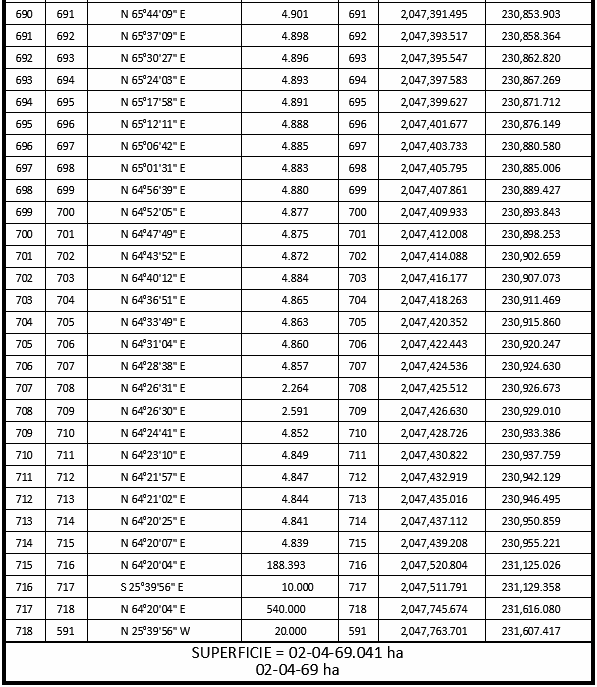 690 691 N 65°44'09" E 4.901 691 2,047,391.495 230,853.903
691 692 N 65°37'09" E 4.898 692 2,047,393.517 230,858.364
692 693 N 65°30'27" E 4.896 693 2,047,395.547 230,862.820
693 694 N 65°24'03" E 4.893 694 2,047,397.583 230,867.269
694 695 N 65°17'58" E 4.891 695 2,047,399.627 230,871.712
695 696 N 65°12'11" E 4.888 696 2,047,401.677 230,876.149
696 697 N 65°06'42" E 4.885 697 2,047,403.733 230,880.580
697 698 N 65°01'31" E 4.883 698 2,047,405.795 230,885.006
698 699 N 64°56'39" E 4.880 699 2,047,407.861 230,889.427
699 700 N 64°52'05" E 4.877 700 2,047,409.933 230,893.843
700 701 N 64°47'49" E 4.875 701 2,047,412.008 230,898.253
701 702 N 64°43'52" E 4.872 702 2,047,414.088 230,902.659
702 703 N 64°40'12" E 4.884 703 2,047,416.177 230,907.073
703 704 N 64°36'51" E 4.865 704 2,047,418.263 230,911.469
704 705 N 64°33'49" E 4.863 705 2,047,420.352 230,915.860
705 706 N 64°31'04" E 4.860 706 2,047,422.443 230,920.247
706 707 N 64°28'38" E 4.857 707 2,047,424.536 230,924.630
707 708 N 64°26'31" E 2.264 708 2,047,425.512 230,926.673
708 709 N 64°26'30" E 2.591 709 2,047,426.630 230,929.010
709 710 N 64°24'41" E 4.852 710 2,047,428.726 230,933.386
710 711 N 64°23'10" E 4.849 711 2,047,430.822 230,937.759
711 712 N 64°21'57" E 4.847 712 2,047,432.919 230,942.129
712 713 N 64°21'02" E 4.844 713 2,047,435.016 230,946.495
713 714 N 64°20'25" E 4.841 714 2,047,437.112 230,950.859
714 715 N 64°20'07" E 4.839 715 2,047,439.208 230,955.221
715 716 N 64°20'04" E 188.393 716 2,047,520.804 231,125.026
716 717 S 25°39'56" E 10.000 717 2,047,511.791 231,129.358
717 718 N 64°20'04" E 540.000 718 2,047,745.674 231,616.080
718 591 N 25°39'56" W 20.000 591 2,047,763.701 231,607.417
SUPERFICIE = 02-04-69.041 ha
02-04-69 ha